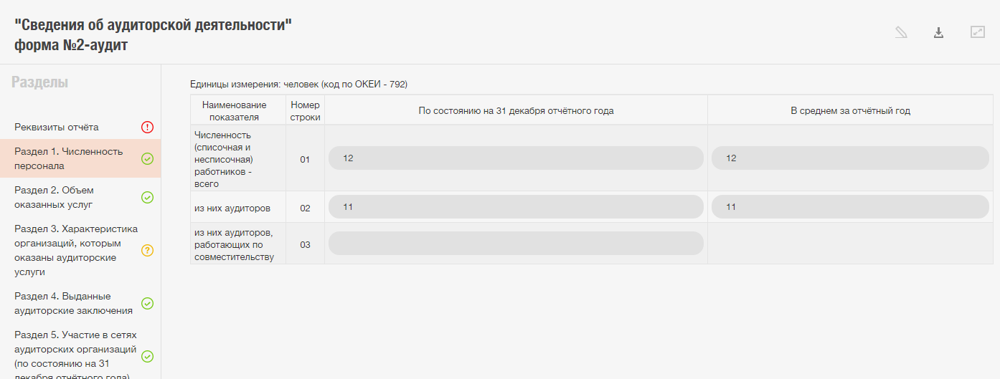 "Сведения об аудиторской деятельности"
форма №2-аудит
Разделы
Реквизиты отчёта
Раздел 1. Численность
персонала
Раздел 2. Объем
оказанных услуг
Раздел 3. Характеристика
организаций, которым
оказаны аудиторские
услуги
Раздел 4. Выданные
аудиторские заключения
Раздел 5. Участие в сетях
аудиторских организаций
(по состоянию на 31
декабря отчётного года)
Единицы измерения: человек (код по ОКЕИ - 792)
Наименование
показателя
Номер
строки
По состоянию на 31 декабря отчётного года
В среднем за отчётный год
Численность
(списочная и
несписочная)
работников -
всего
01
12
12
из них аудиторов
02
11
11
из них аудиторов,
работающих по
совместительству
03